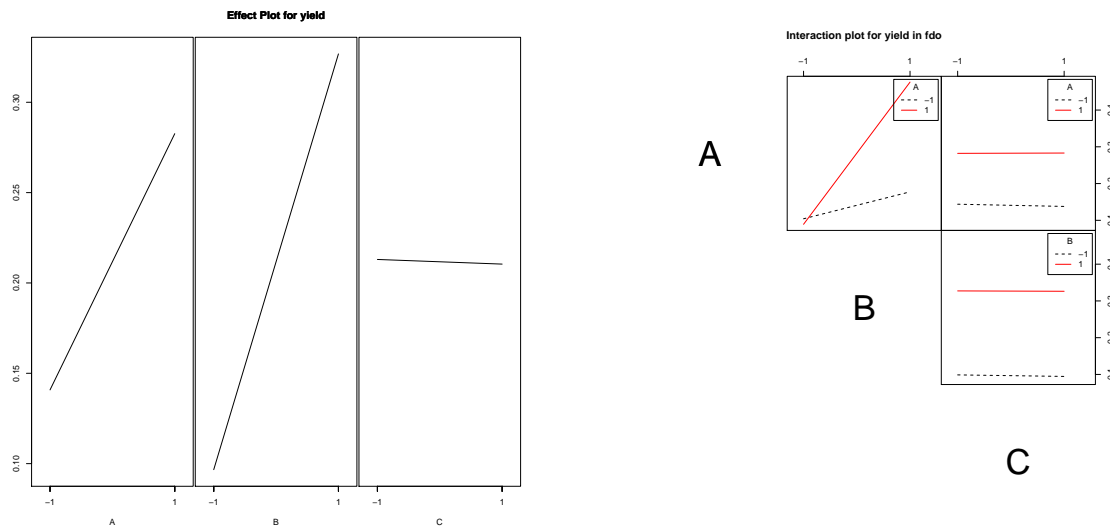 Effect Plot for yield
0.30
0.25
0.20
0.15
0.10
−1 1 −1 1 −1 1
A B C
Interaction plot for yield in fdo
−1 1 −1 1
A
−1
1
A
−1
1
A
B
−1
1
B
C